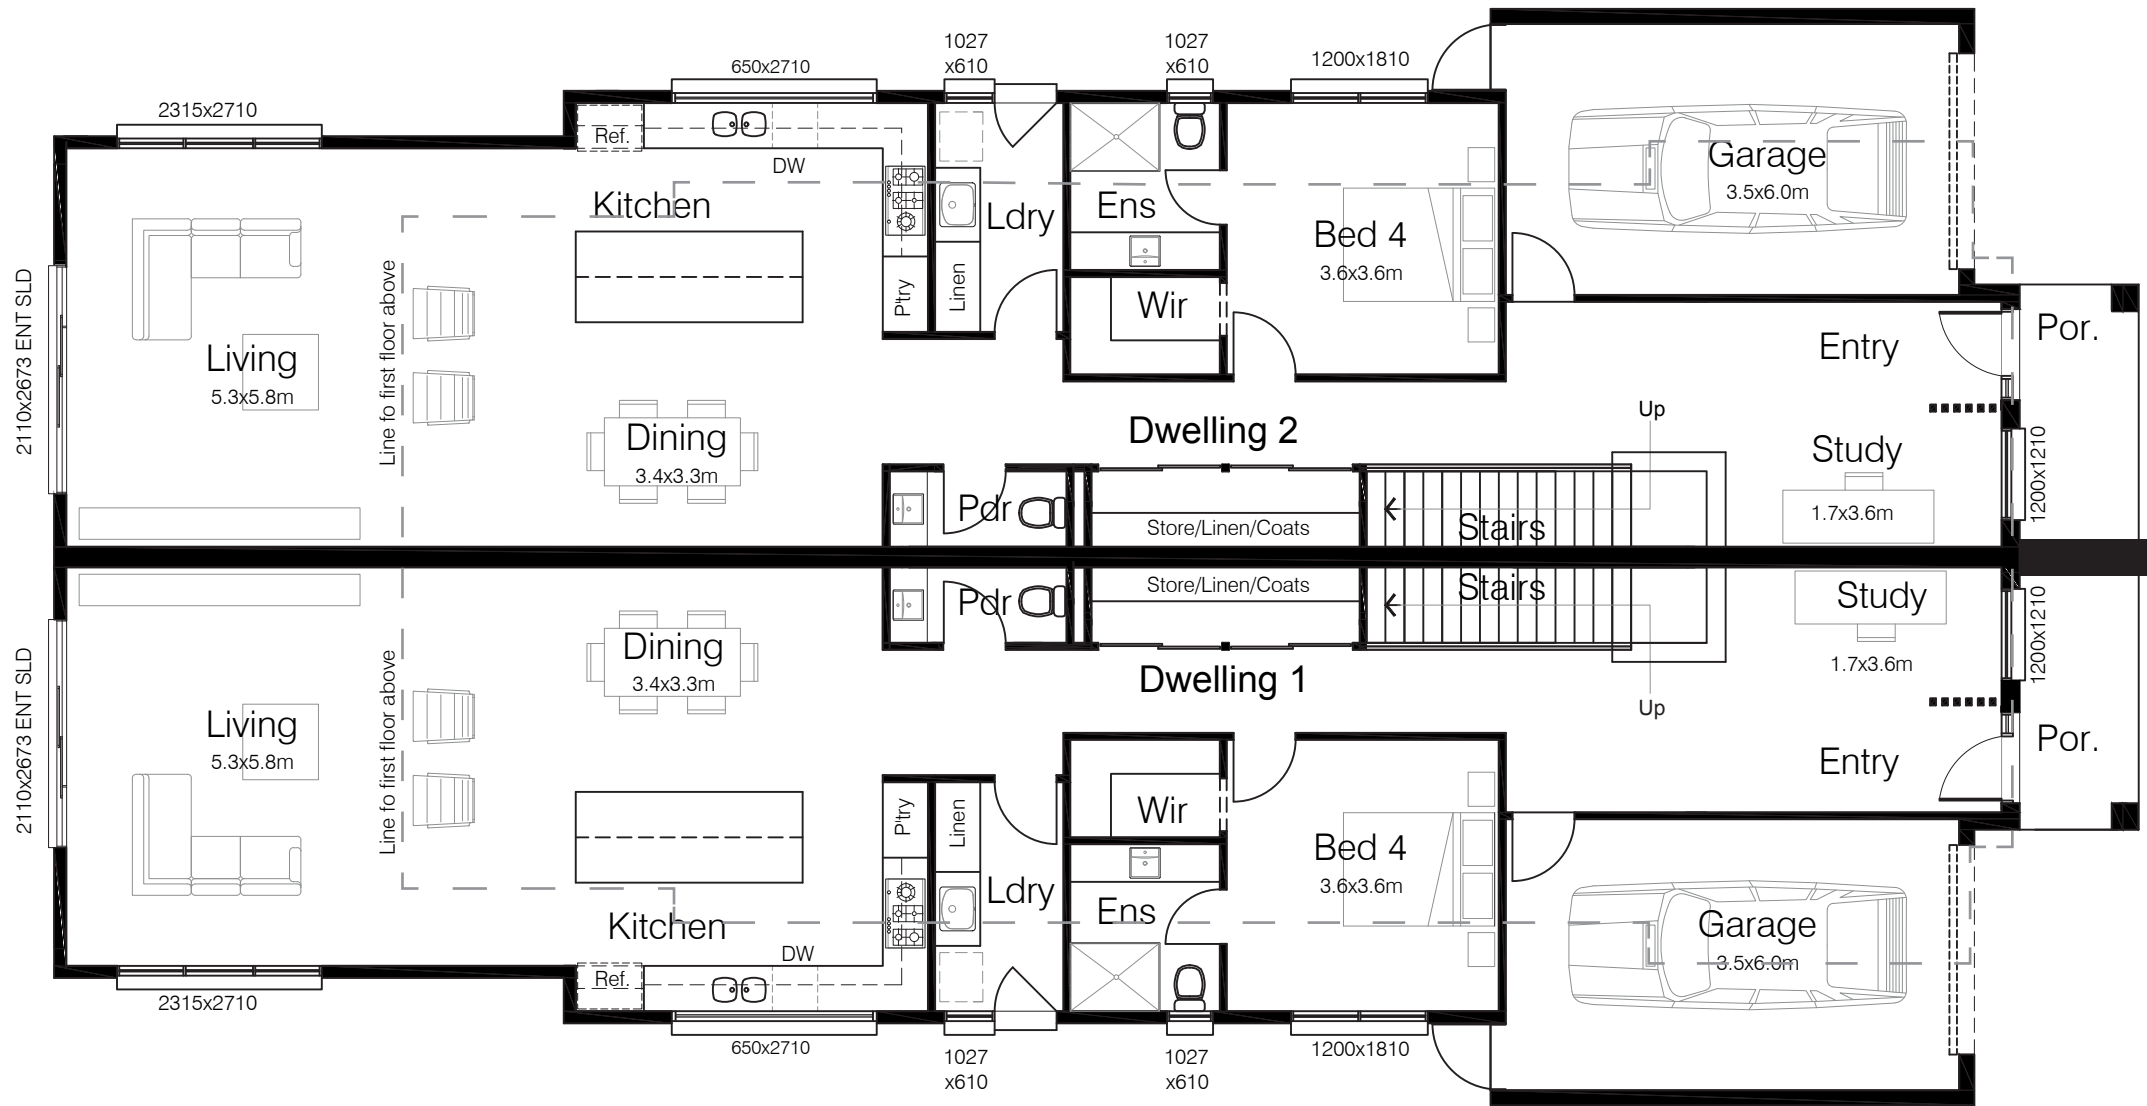 1027
x610
1027
x610
1200x1810
650x2710
2315x2710
Ref.
DW
Kitchen
Ldry
Ens
Bed 4
3.6x3.6m
Garage
3.5x6.0m
Linen
P'try
Wir
Living
5.3x5.8m
2110x2673 ENT SLD
Line fo first floor above
Dining
3.4x3.3m
Entry
Por.
Dwelling 2
Up
Study
1.7x3.6m
1200x1210
Pdr
Store/Linen/Coats
Stairs
Pdr
Store/Linen/Coats
Stairs
Study
1.7x3.6m
1200x1210
Dining
3.4x3.3m
Dwelling 1
Up
Living
5.3x5.8m
2110x2673 ENT SLD
Line fo first floor above
Entry
Por.
P'try
Linen
Wir
Bed 4
3.6x3.6m
Ldry
Ens
Kitchen
Garage
3.5x6.0m
DW
Ref.
2315x2710
650x2710
1027
x610
1027
x610
1200x1810